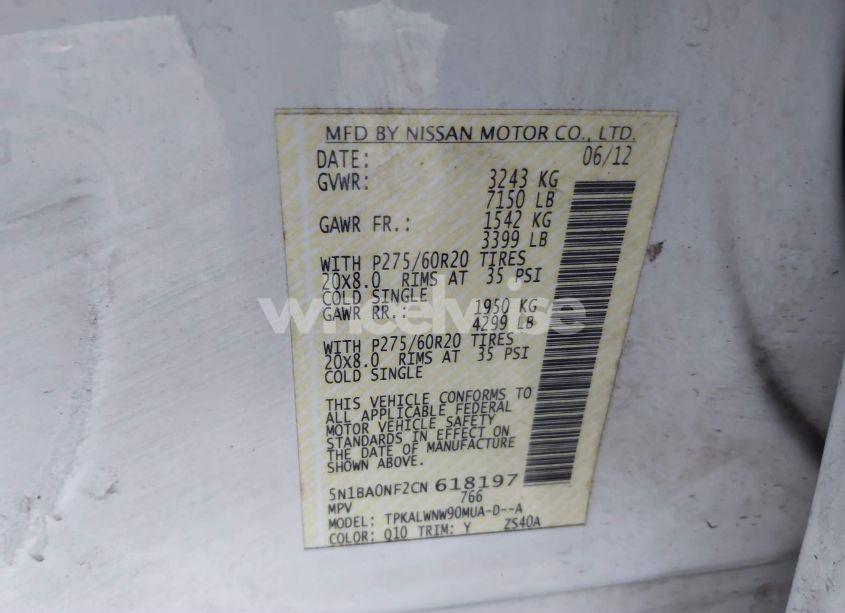 MFD BY NISSAN MOTOR CO., LTD.
DATE: 06/12
GVWR: 3243 KG
7150 LB
GAWR FR.: 1542 KG
3399 LB
WITH P275/60R20 TIRES
20X8.0 RIMS AT 35 PSI
COLD SINGLE
GAWR RR.: 1950 KG
4299 LB
wheelwise
WITH P275/60R20 TIRES
20X8.0 RIMS AT 35 PSI
COLD SINGLE
THIS VEHICLE CONFORMS TO
ALL APPLICABLE FEDERAL
MOTOR VEHICLE SAFETY
STANDARDS IN EFFECT ON
THE DATE OF MANUFACTURE
SHOWN ABOVE.
5N1BA0NF2CN 618197
MPV 766
MODEL: TPKALWNW90MUA-D--A
COLOR: Q10 TRIM: Y ZS40A